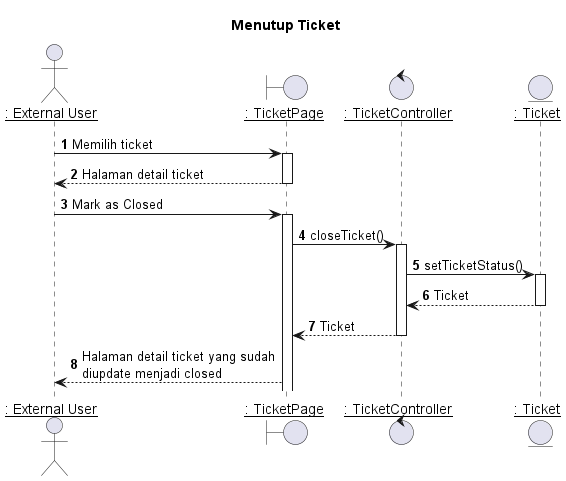 Menutup Ticket
: External User
: TicketPage
: TicketController
: Ticket
1 Memilih ticket
2 Halaman detail ticket
3 Mark as Closed
4 closeTicket()
5 setTicketStatus()
6 Ticket
7 Ticket
8 Halaman detail ticket yang sudah
diupdate menjadi closed
: External User
: TicketPage
: TicketController
: Ticket